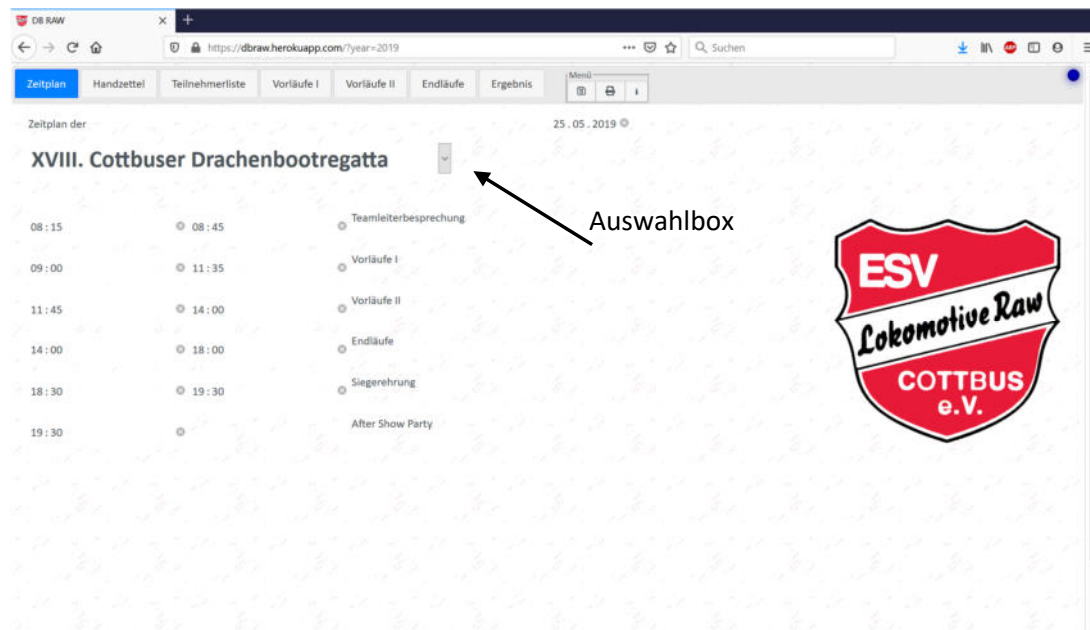 DB RAW
https://dbraw.herokuapp.com/?year=2019
Suchen
Zeitplan Handzettel Teilnehmerliste Vorläufe I Vorläufe II Endläufe Ergebnis Menü
Zeitplan der 25.05.2019
XVIII. Cottbuser Drachenbootregatta
Auswahlbox
08:15 08:45 Teamleiterbesprechung
09:00 11:35 Vorläufe I
11:45 14:00 Vorläufe II
14:00 18:00 Endläufe
18:30 19:30 Siegerehrung
19:30 After Show Party
ESV
Lokomotive Raw
COTTBUS
e.V.